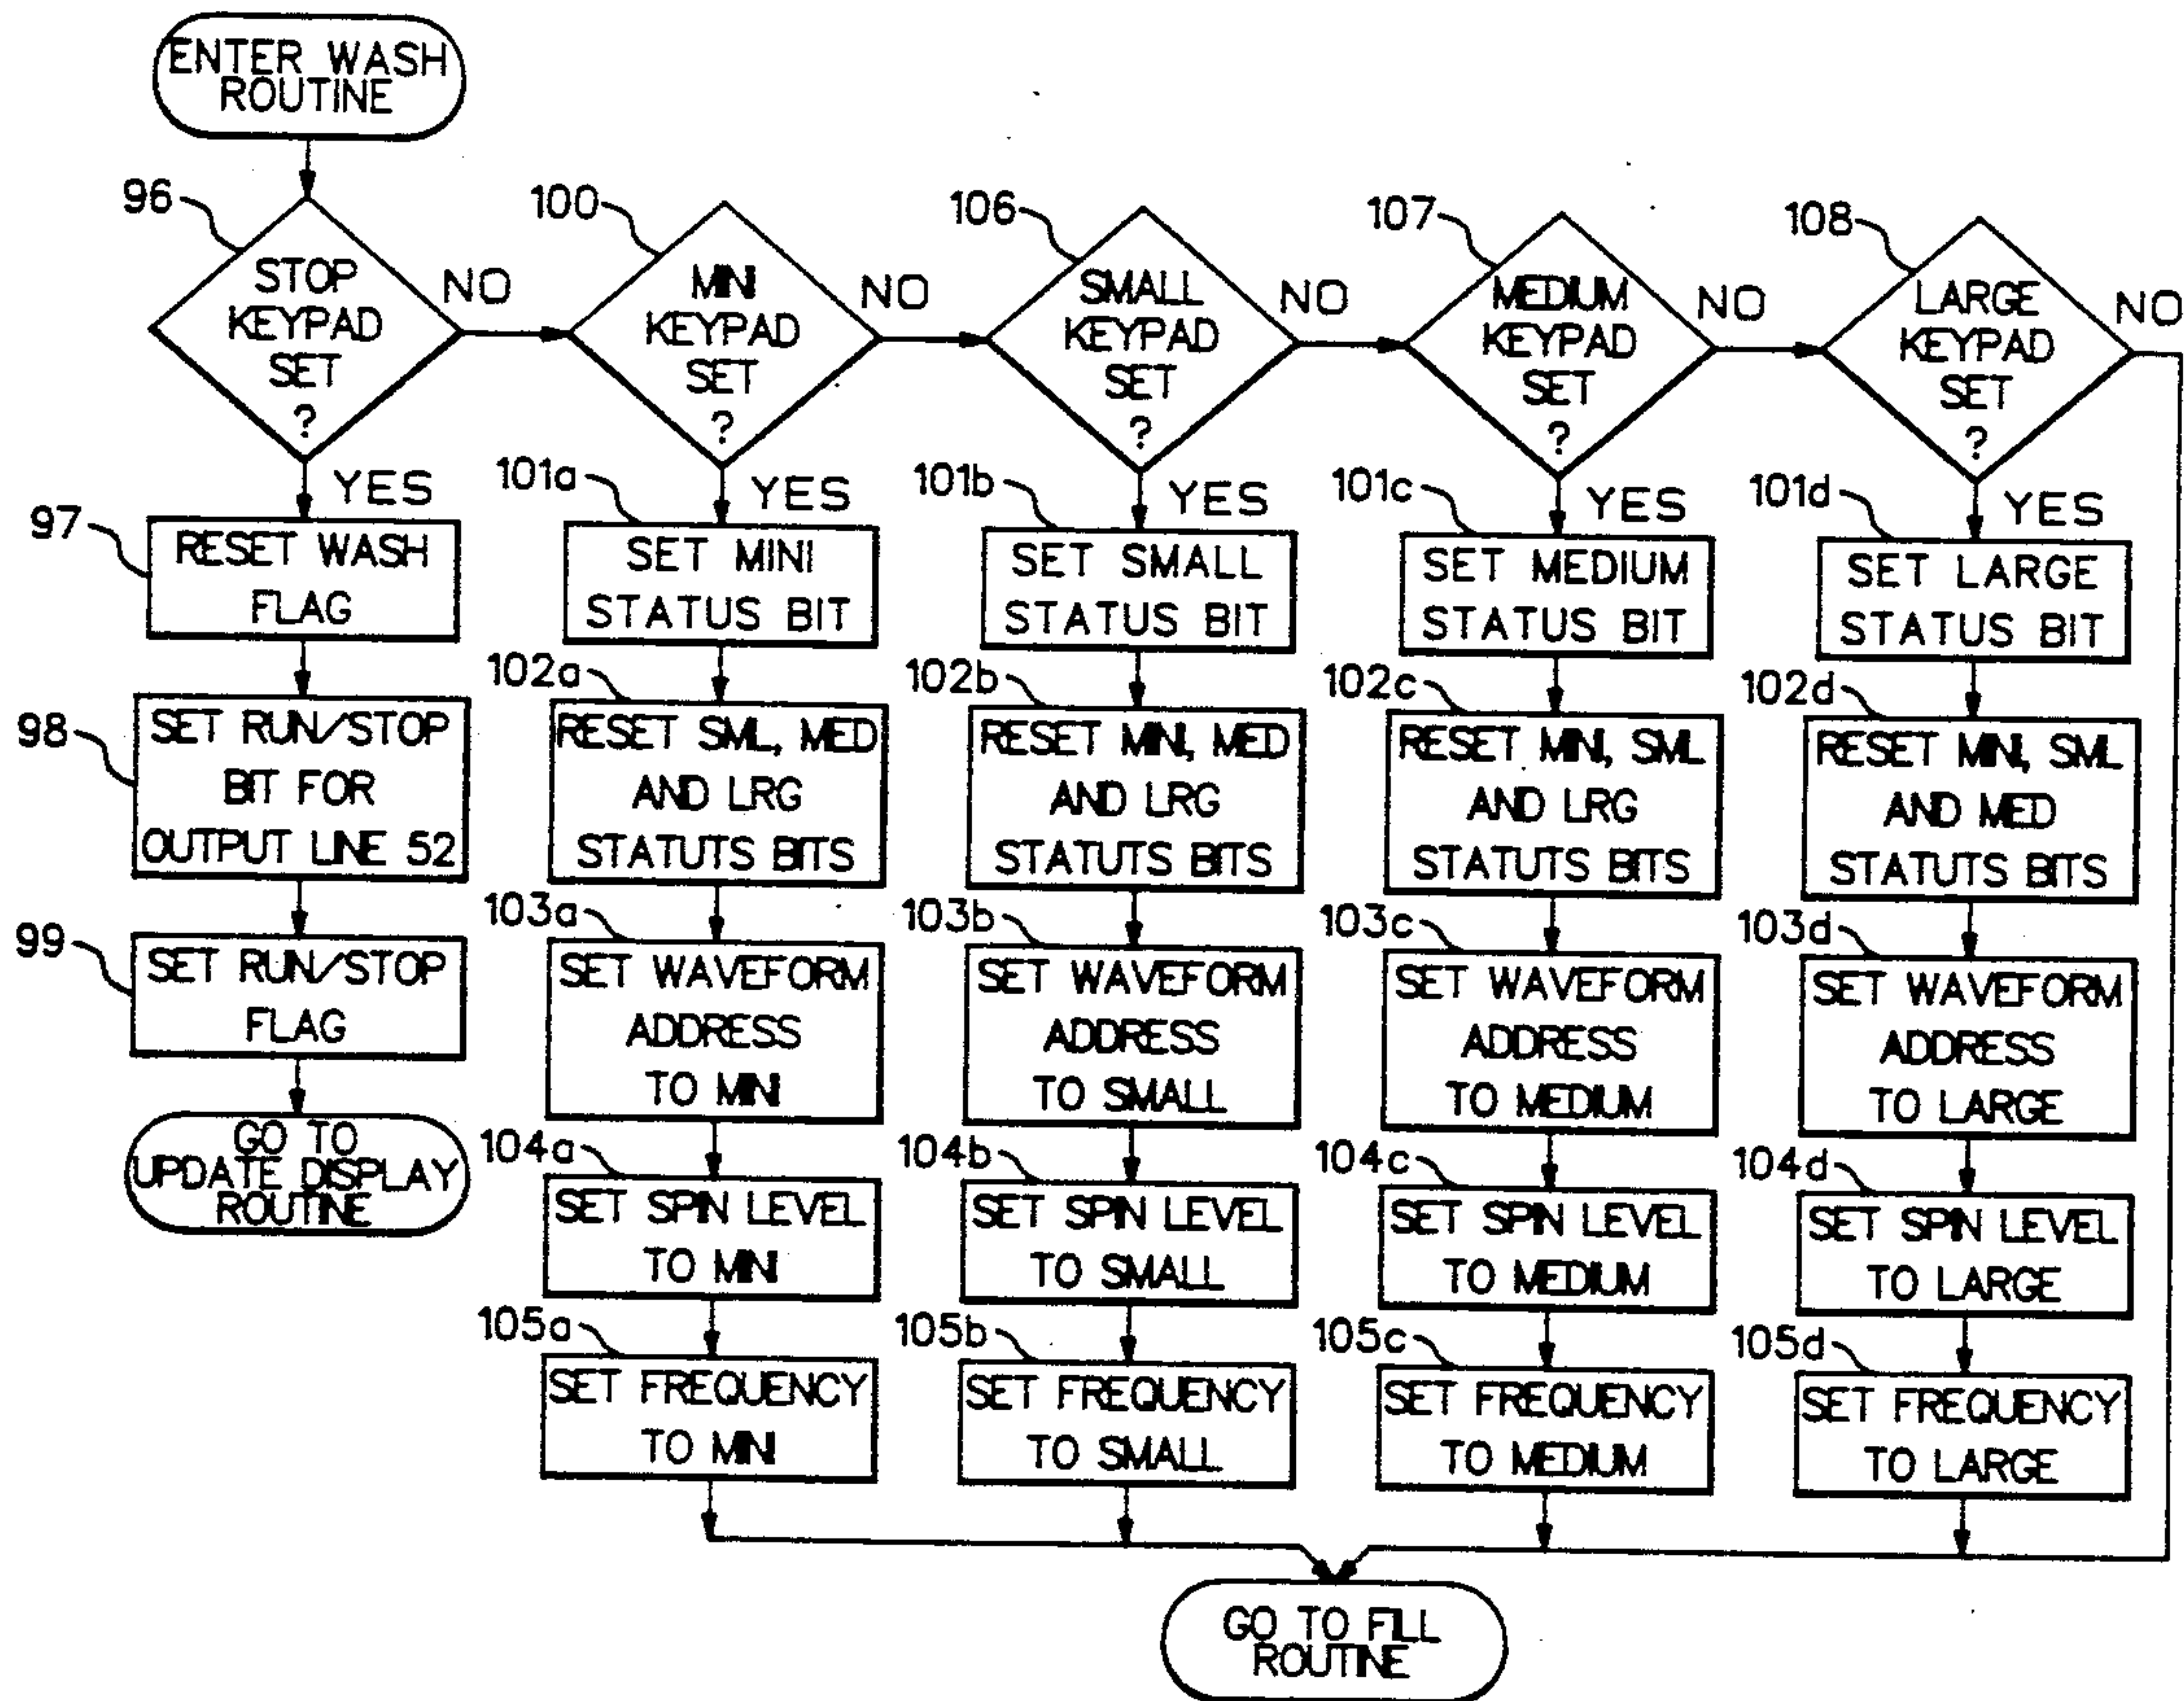 ENTER WASH
ROUTINE
96
STOP
KEYPAD
SET
?
NO
YES
97
RESET WASH
FLAG
98
SET RUN/STOP
BIT FOR
OUTPUT LINE 52
99
SET RUN/STOP
FLAG
GO TO
UPDATE DISPLAY
ROUTINE
100
MINI
KEYPAD
SET
?
NO
YES
101a
SET MINI
STATUS BIT
102a
RESET SML, MED
AND LRG
STATUTS BITS
103a
SET WAVEFORM
ADDRESS
TO MINI
104a
SET SPIN LEVEL
TO MINI
105a
SET FREQUENCY
TO MINI
106
SMALL
KEYPAD
SET
?
NO
YES
101b
SET SMALL
STATUS BIT
102b
RESET MINI, MED
AND LRG
STATUTS BITS
103b
SET WAVEFORM
ADDRESS
TO SMALL
104b
SET SPIN LEVEL
TO SMALL
105b
SET FREQUENCY
TO SMALL
107
MEDIUM
KEYPAD
SET
?
NO
YES
101c
SET MEDIUM
STATUS BIT
102c
RESET MINI, SML
AND LRG
STATUTS BITS
103c
SET WAVEFORM
ADDRESS
TO MEDIUM
104c
SET SPIN LEVEL
TO MEDIUM
105c
SET FREQUENCY
TO MEDIUM
108
LARGE
KEYPAD
SET
?
NO
YES
101d
SET LARGE
STATUS BIT
102d
RESET MINI, SML
AND MED
STATUTS BITS
103d
SET WAVEFORM
ADDRESS
TO LARGE
104d
SET SPIN LEVEL
TO LARGE
105d
SET FREQUENCY
TO LARGE
GO TO FILL
ROUTINE